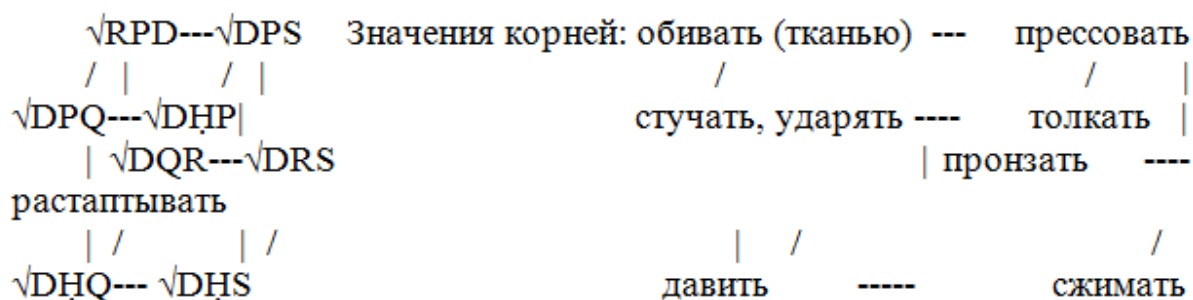 √RPD---√DPS Значения корней: обивать (тканью) --- прессовать
/ | / | / / |
√DPQ---√DḤP| стучать, ударять ---- толкать |
| √DQR---√DRS | пронзать ----
растаптывать
| / | / | / /
√DḤQ--- √DḤS давить ----- сжимать